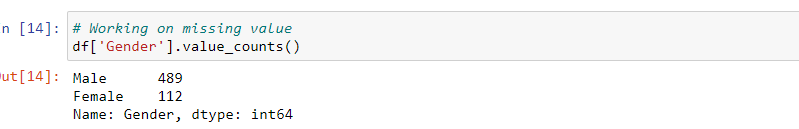 n [14]: # Working on missing value
df['Gender'].value_counts()
ut[14]: Male 489
Female 112
Name: Gender, dtype: int64